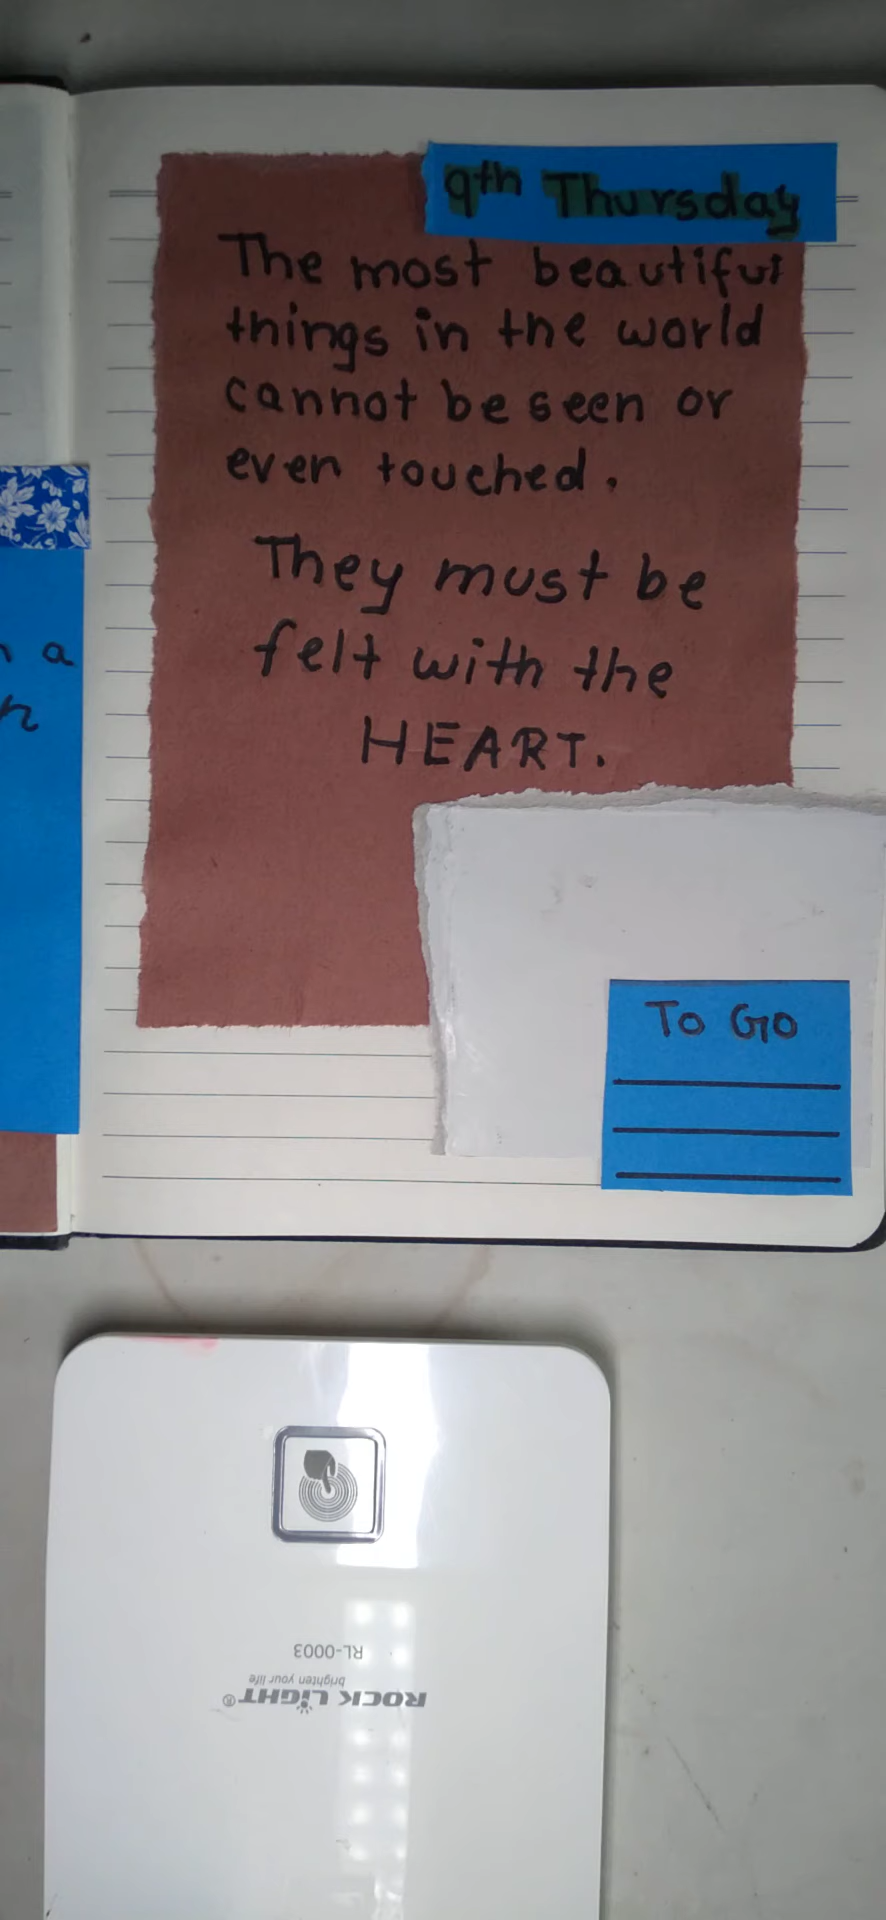 a
n
9th Thursday
The most beautiful
things in the world
cannot be seen or
even touched.
They must be
felt with the
HEART.
TO GO
RL-0003
ROCK LIGHT®
brighten your life